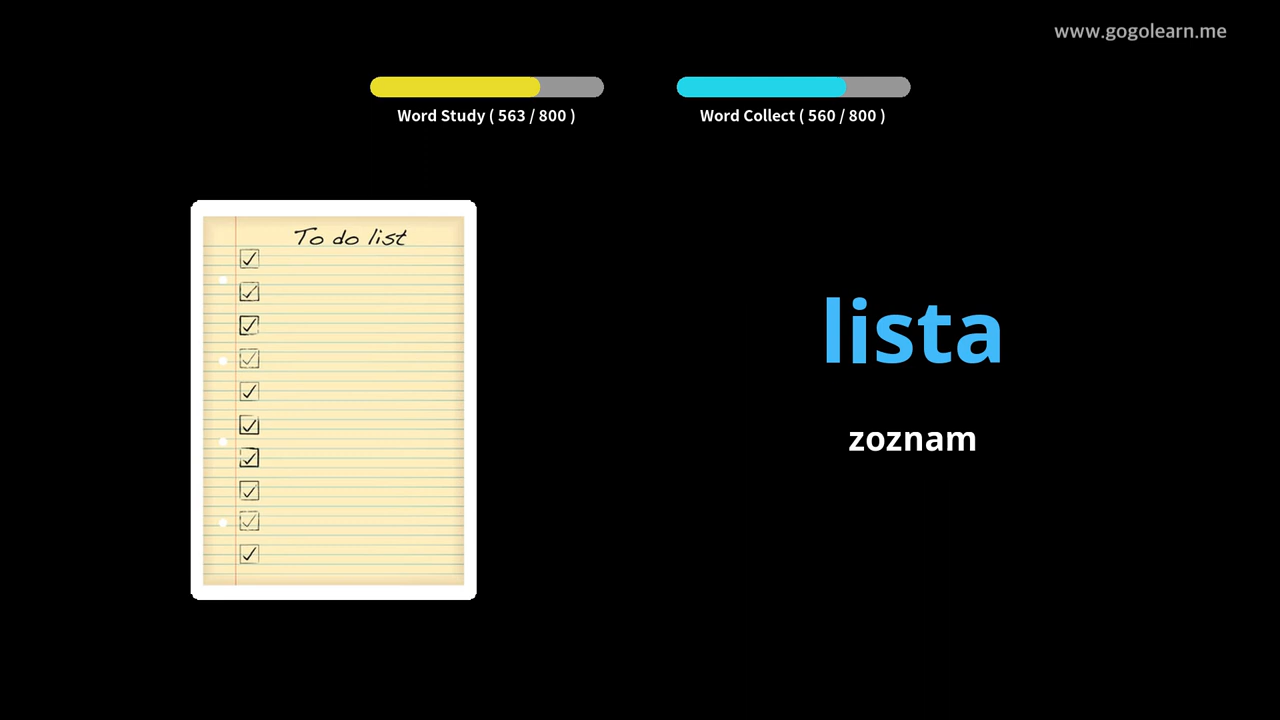 www.gogolearn.me
Word Study ( 563 / 800 )
Word Collect ( 560 / 800 )
To do list
lista
zoznam